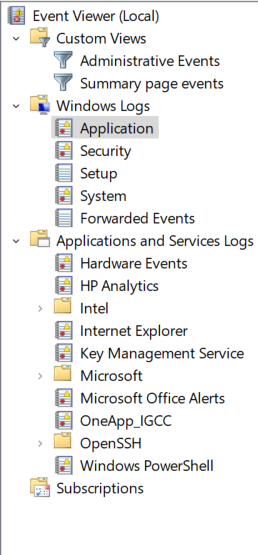 Event Viewer (Local)
Custom Views
Administrative Events
Summary page events
Windows Logs
Application
Security
Setup
System
Forwarded Events
Applications and Services Logs
Hardware Events
HP Analytics
Intel
Internet Explorer
Key Management Service
Microsoft
Microsoft Office Alerts
OneApp_IGCC
OpenSSH
Windows PowerShell
Subscriptions